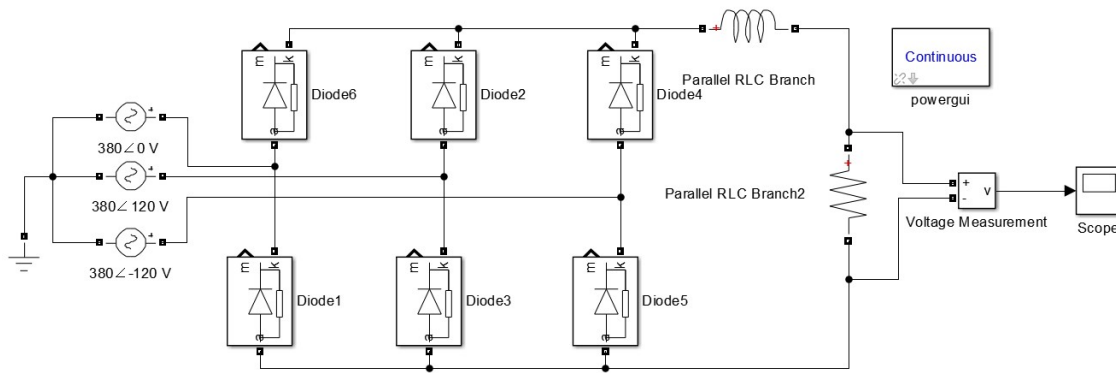 m
k
a
Diode6
m
k
a
Diode2
m
k
a
Diode4
+
Parallel RLC Branch
Continuous
powergui
380∠0 V
380∠ 120 V
380∠-120 V
+
Parallel RLC Branch2
+
-
v
Voltage Measurement
Scope
m
k
a
Diode1
m
k
a
Diode3
m
k
a
Diode5